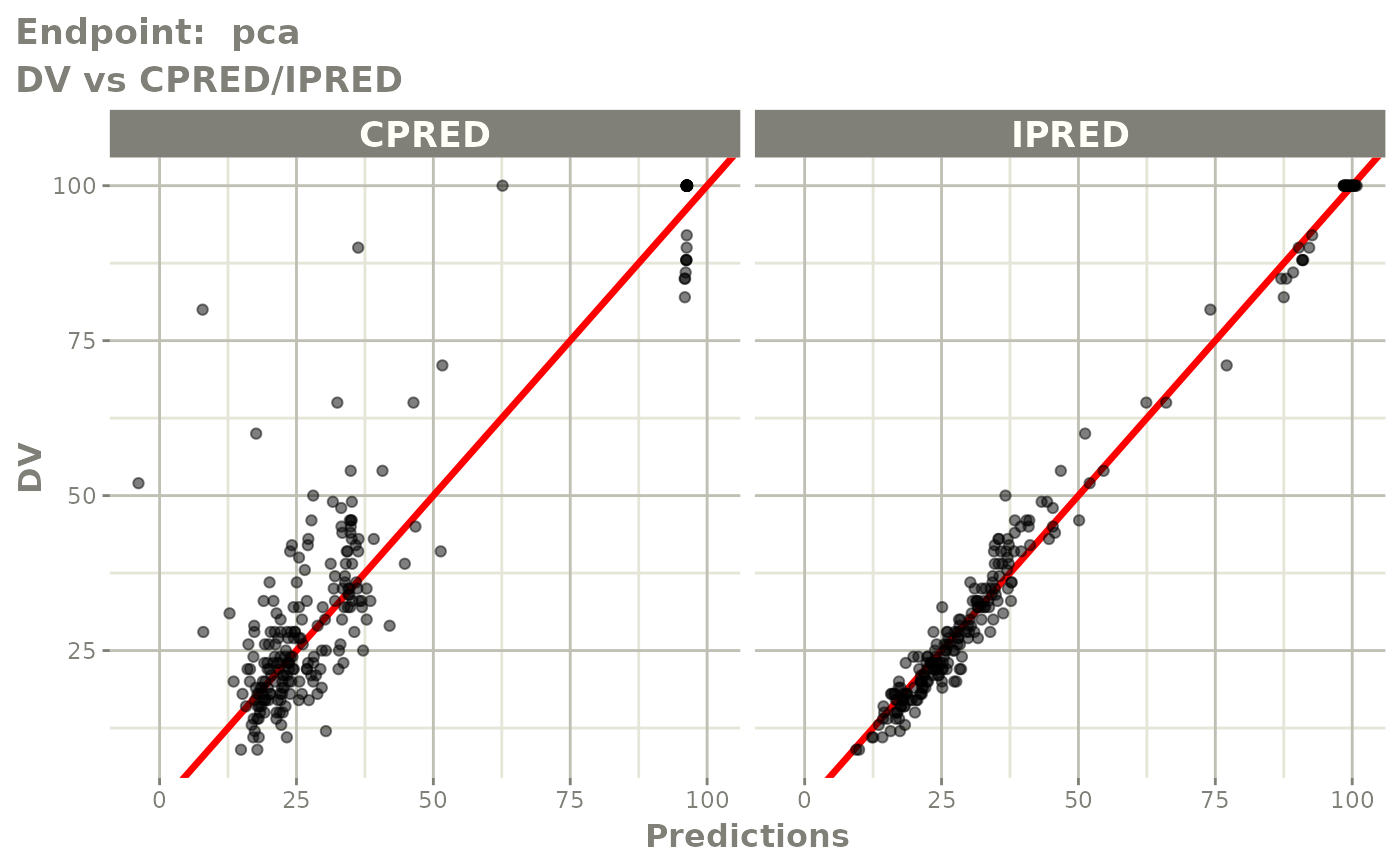 Endpoint:  pca
DV vs CPRED/IPRED
CPRED IPRED
100
75
50
25
DV
0 25 50 75 100 0 25 50 75 100
Predictions